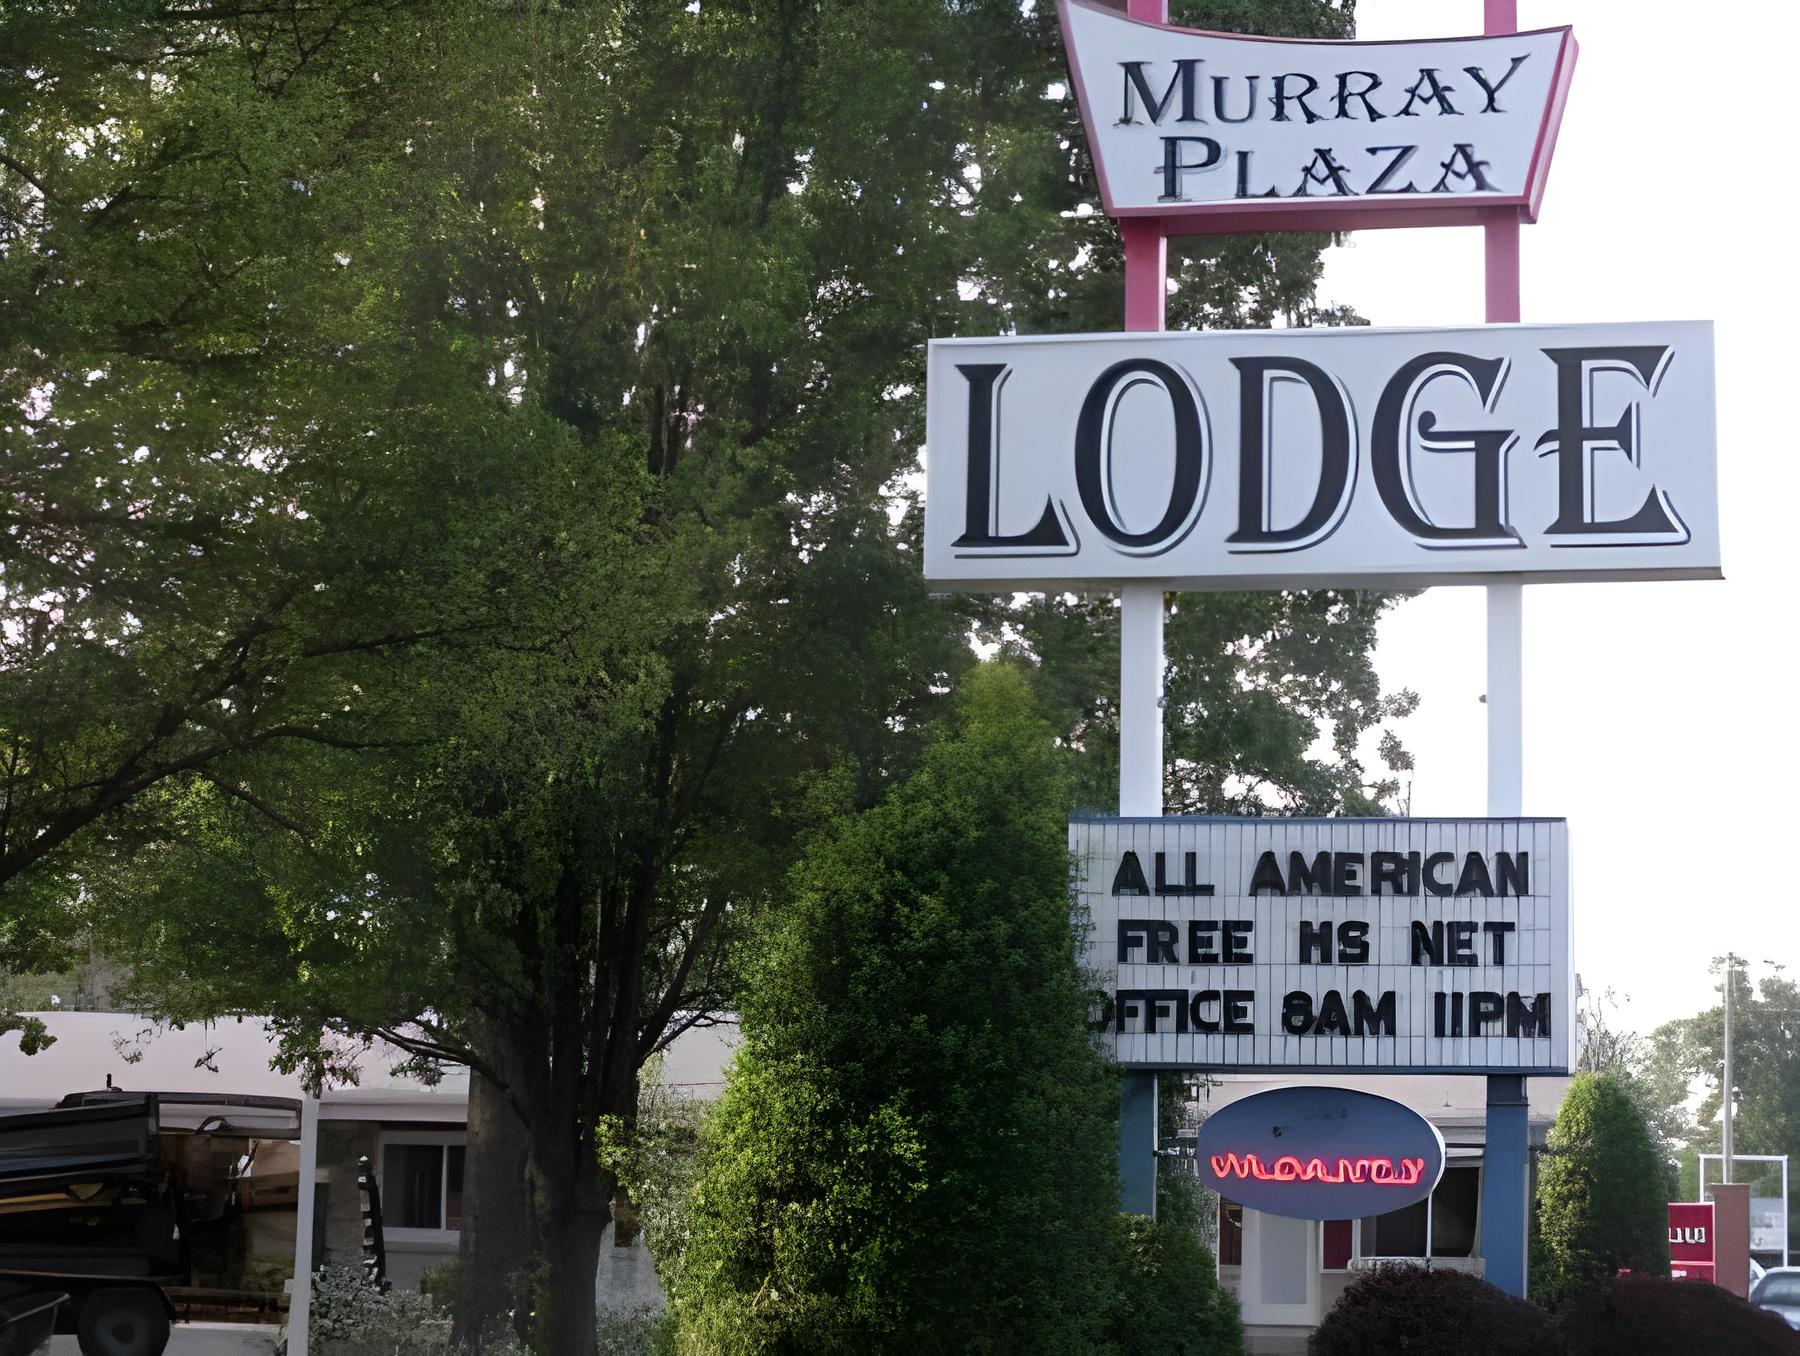 MURRAY
PLAZA
LODGE
ALL AMERICAN
FREE HS NET
OFFICE 8AM 11PM